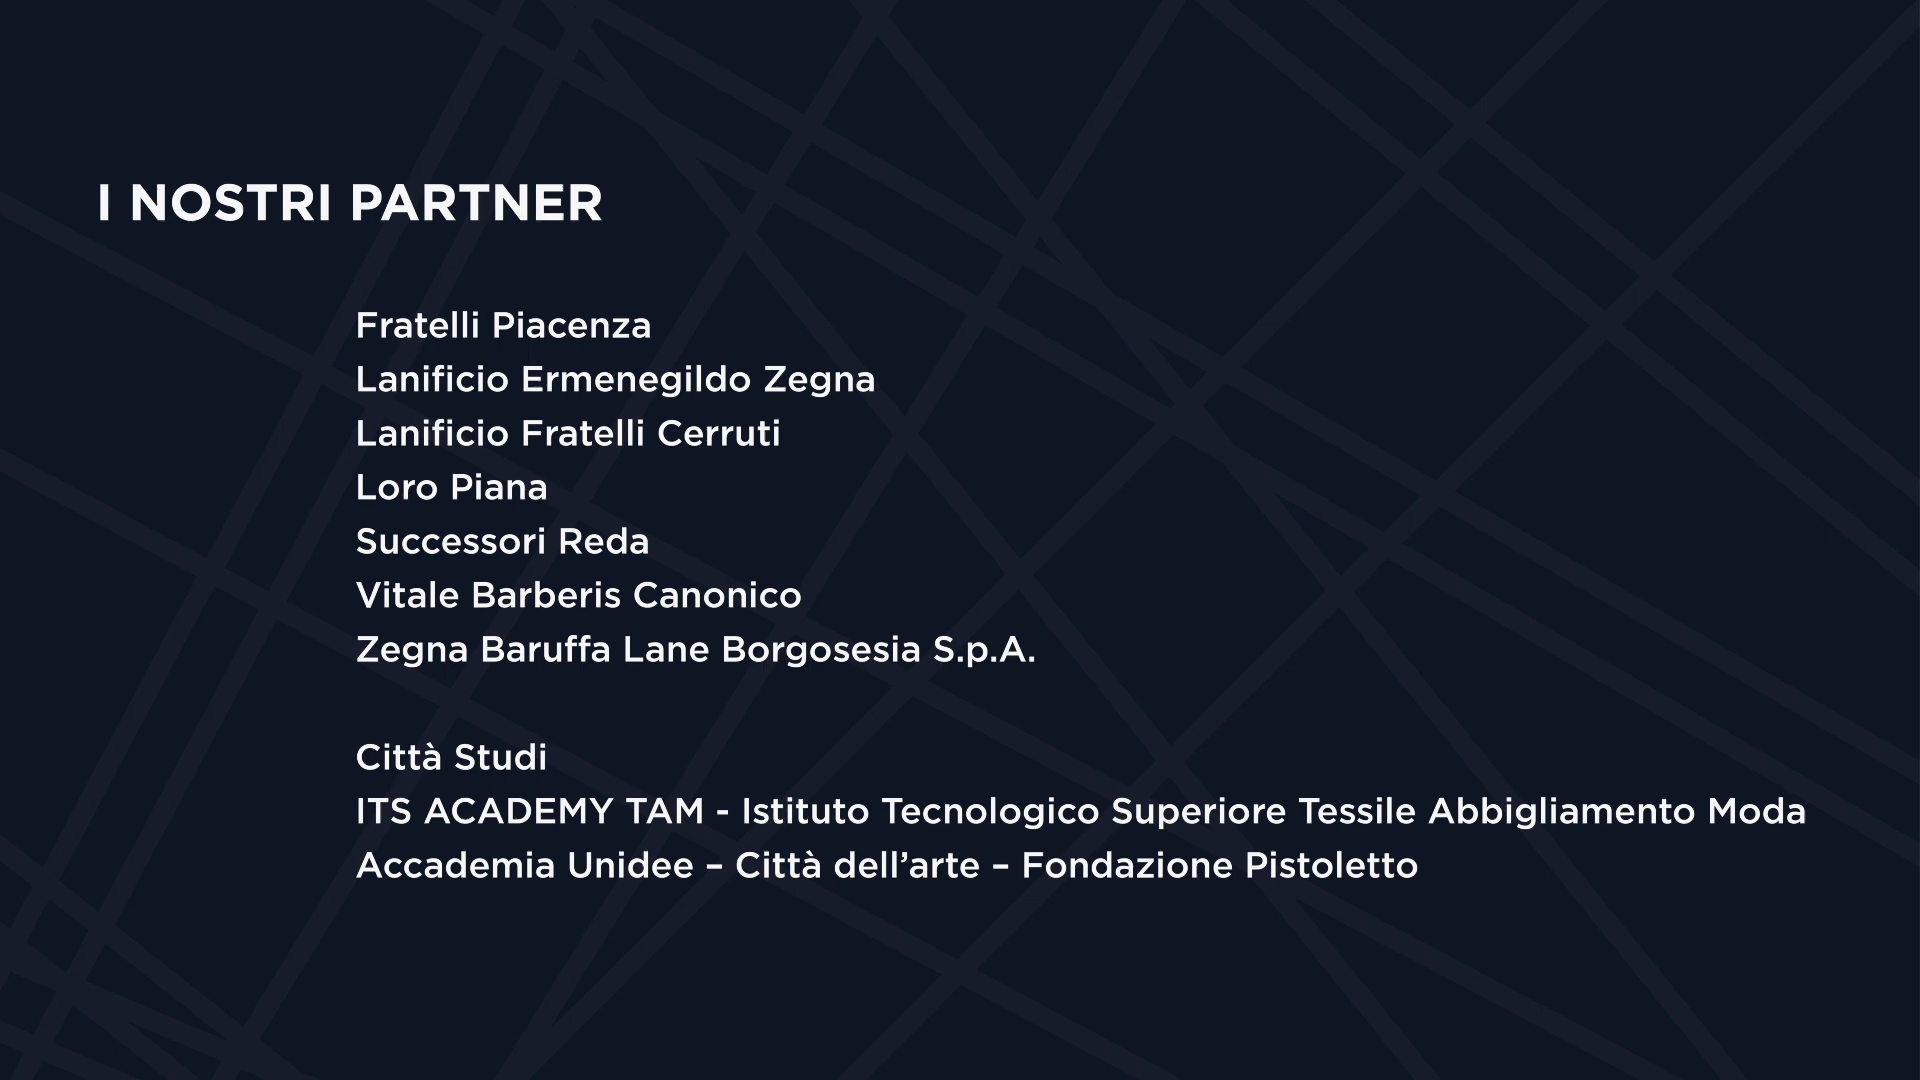 I NOSTRI PARTNER
Fratelli Piacenza
Lanificio Ermenegildo Zegna
Lanificio Fratelli Cerruti
Loro Piana
Successori Reda
Vitale Barberis Canonico
Zegna Baruffa Lane Borgosesia S.p.A.
Città Studi
ITS ACADEMY TAM - Istituto Tecnologico Superiore Tessile Abbigliamento Moda
Accademia Unidee – Città dell’arte – Fondazione Pistoletto